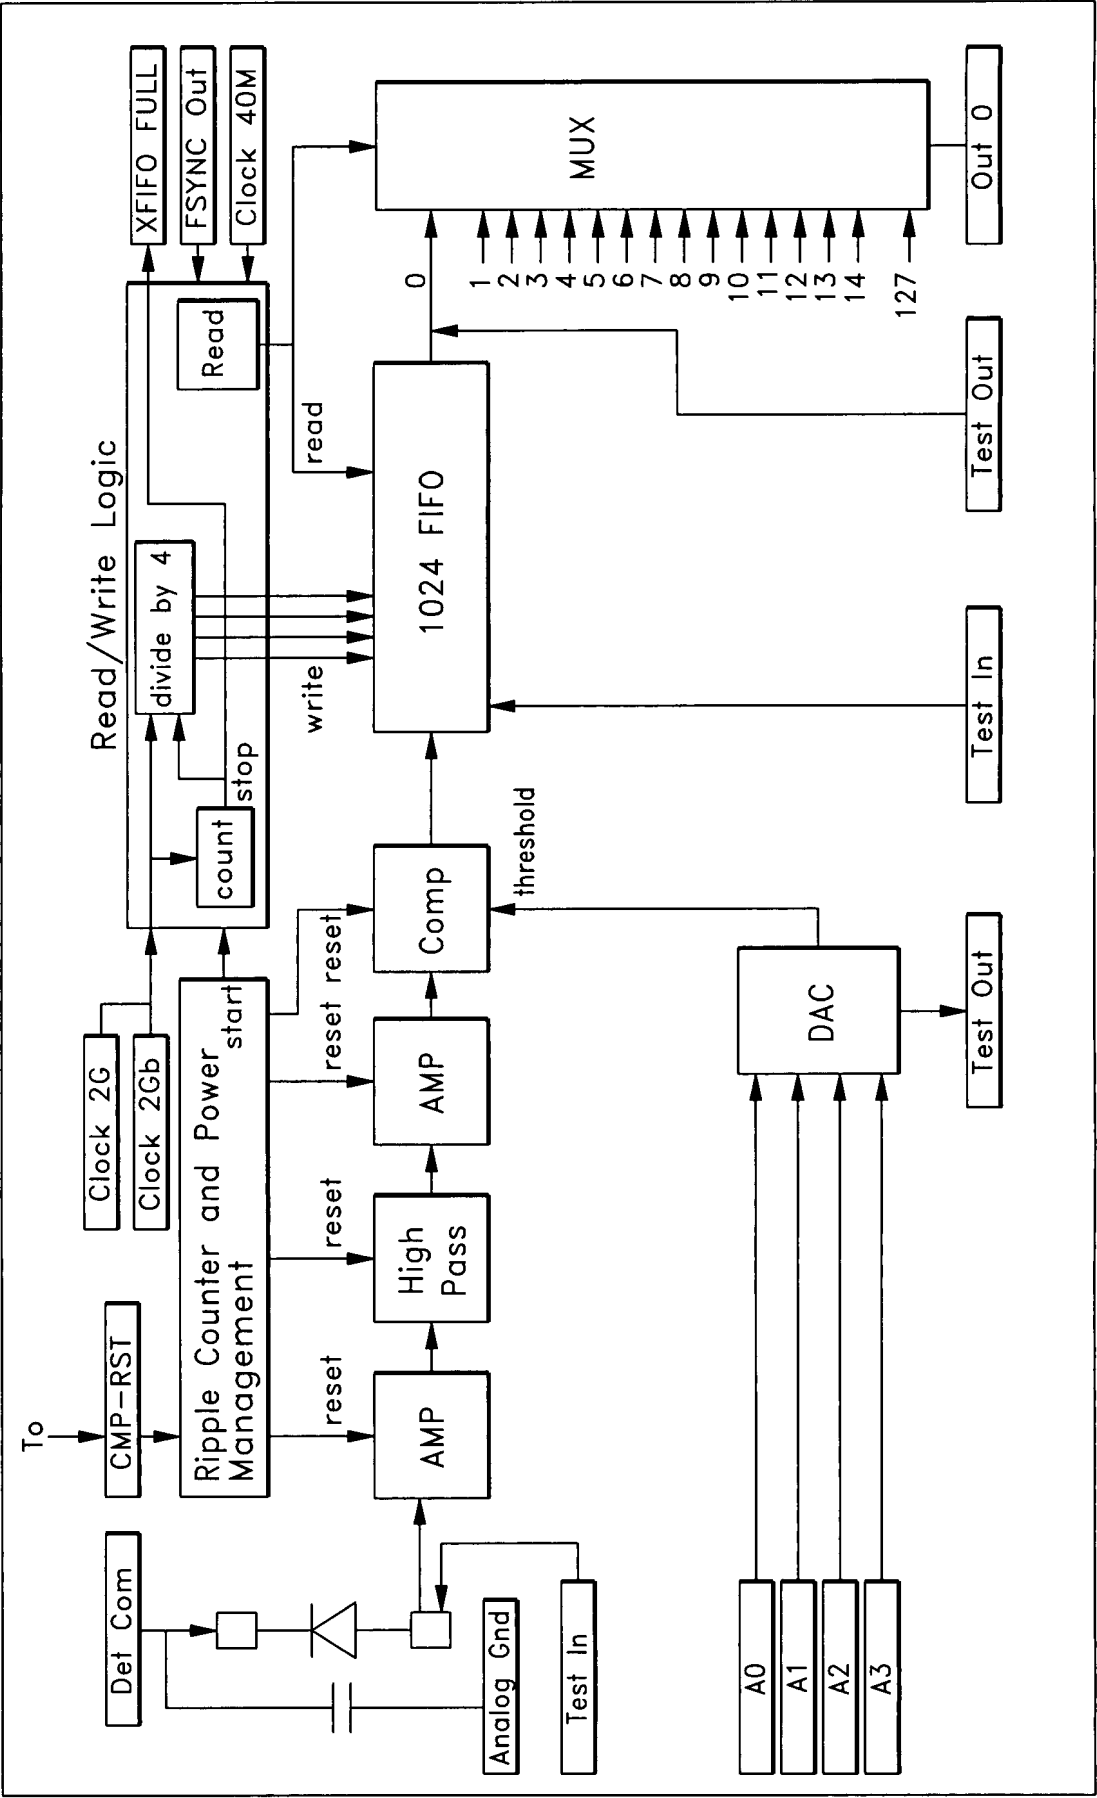 To
Det Com
CMP-RST
Clock 2G
Clock 2Gb
Read/Write Logic
XFIFO FULL
FSYNC Out
Clock 40M
Ripple Counter and Power
Management
start
count
stop
divide by 4
Read
reset
reset
reset
reset
write
read
AMP
High
Pass
AMP
Comp
1024 FIFO
MUX
threshold
0
1
2
3
4
5
6
7
8
9
10
11
12
13
14
127
Analog Gnd
Test In
A0
A1
A2
A3
DAC
Test Out
Test In
Test Out
Out 0